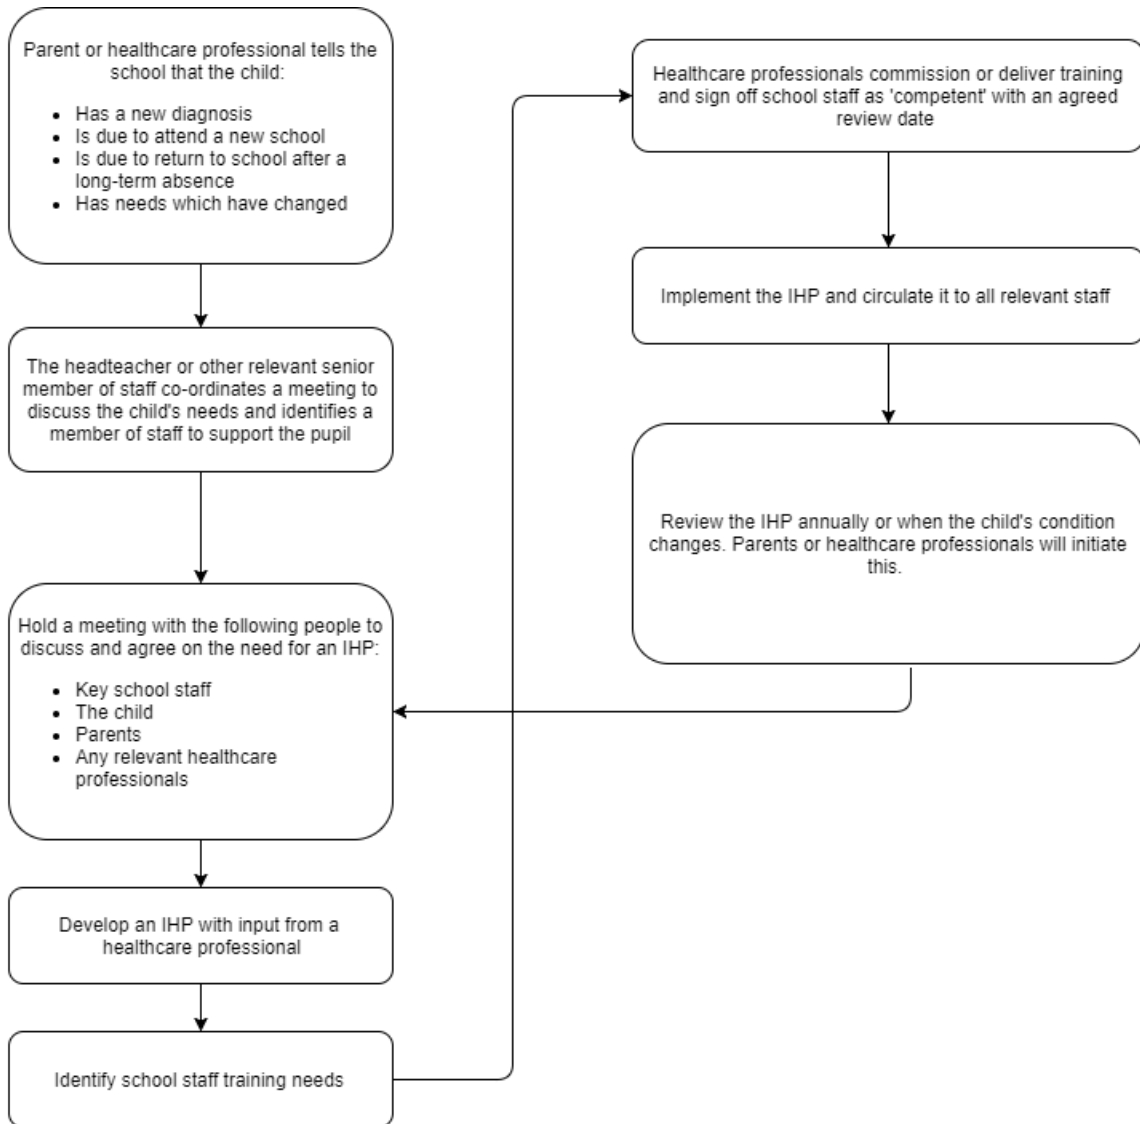 Parent or healthcare professional tells the
school that the child:
• Has a new diagnosis
• Is due to attend a new school
• Is due to return to school after a
long-term absence
• Has needs which have changed
The headteacher or other relevant senior
member of staff co-ordinates a meeting to
discuss the child's needs and identifies a
member of staff to support the pupil
Hold a meeting with the following people to
discuss and agree on the need for an IHP:
• Key school staff
• The child
• Parents
• Any relevant healthcare
professionals
Develop an IHP with input from a
healthcare professional
Identify school staff training needs
Healthcare professionals commission or deliver training
and sign off school staff as 'competent' with an agreed
review date
Implement the IHP and circulate it to all relevant staff
Review the IHP annually or when the child's condition
changes. Parents or healthcare professionals will initiate
this.